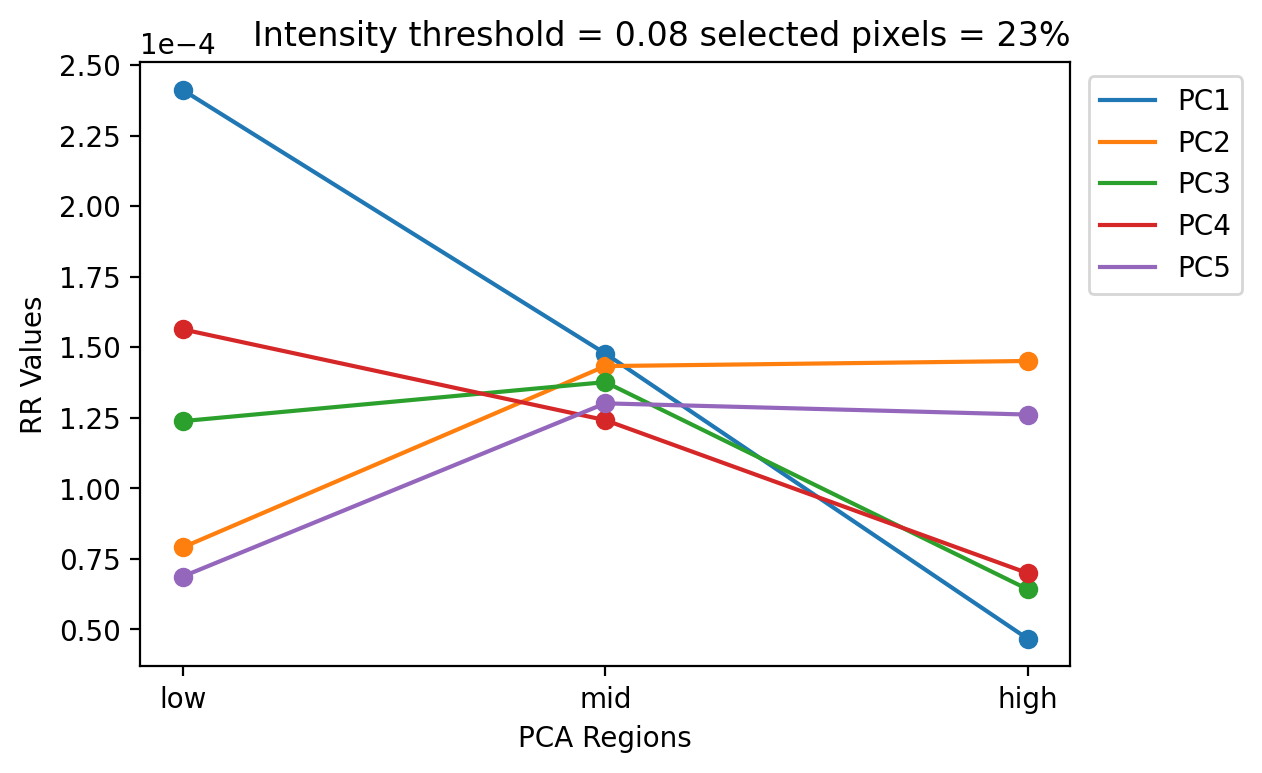 Intensity threshold = 0.08 selected pixels = 23%
1e−4
2.50
2.25
2.00
1.75
1.50
1.25
1.00
0.75
0.50
RR Values
low
mid
high
PCA Regions
PC1
PC2
PC3
PC4
PC5